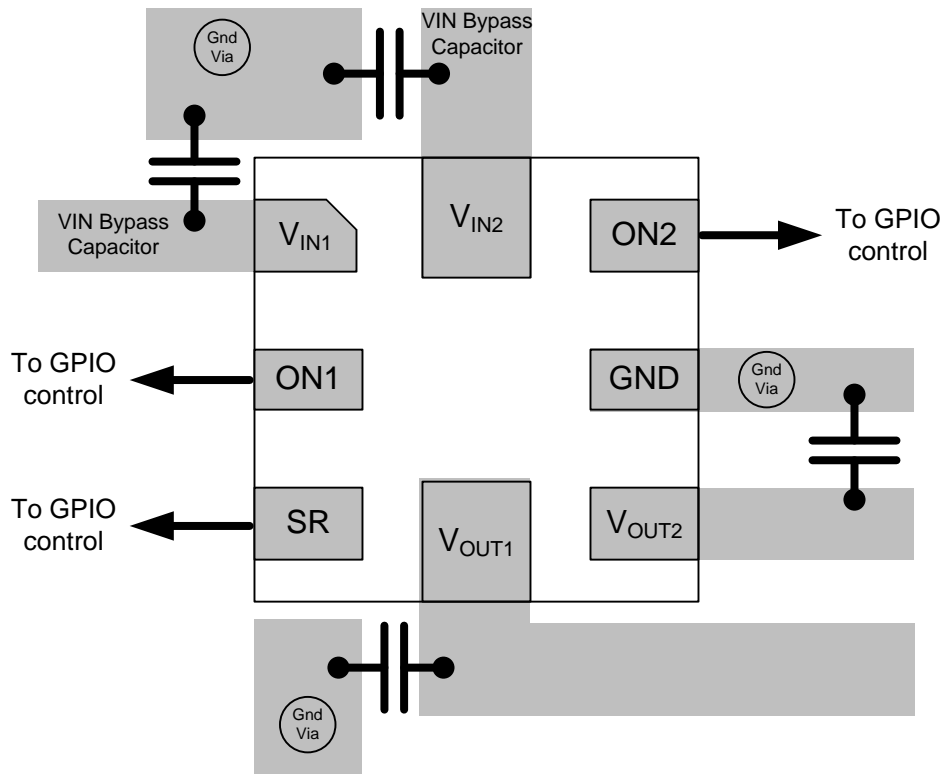 Gnd
Via
VIN Bypass
Capacitor
VIN Bypass
Capacitor
VIN1
VIN2
ON2
To GPIO
control
To GPIO
control
ON1
GND
Gnd
Via
To GPIO
control
SR
VOUT1
VOUT2
Gnd
Via